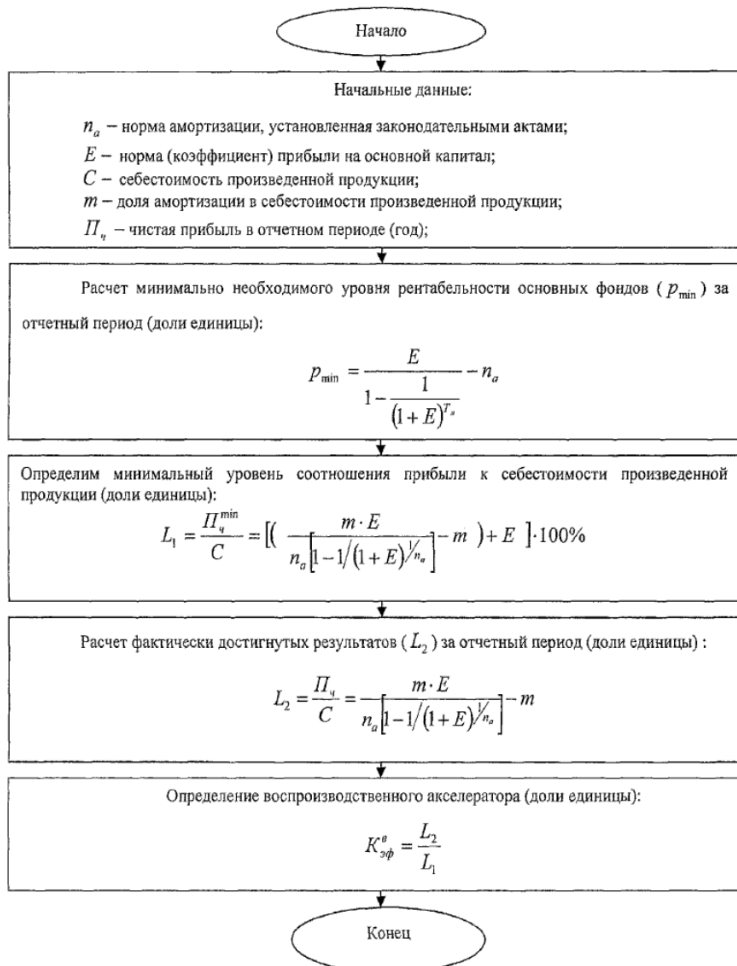 Начало
Начальные данные:
n_a – норма амортизации, установленная законодательными актами;
E – норма (коэффициент) прибыли на основной капитал;
C – себестоимость произведенной продукции;
m – доля амортизации в себестоимости произведенной продукции;
П_ч – чистая прибыль в отчетном периоде (год);
Расчет минимально необходимого уровня рентабельности основных фондов ( p_min ) за
отчетный период (доли единицы):
p_min = E / (1 − 1/(1 + E)^{T_н}) − n_a
Определим минимальный уровень соотношения прибыли к себестоимости произведенной
продукции (доли единицы):
L_1 = П_ч^min / C = [( m · E / n_a[1 − 1/(1 + E)^{1/n_a}] − m ) + E ] · 100%
Расчет фактически достигнутых результатов ( L_2 ) за отчетный период (доли единицы) :
L_2 = П_ч / C = m · E / n_a[1 − 1/(1 + E)^{1/n_a}] − m
Определение воспроизводственного акселератора (доли единицы):
K_эф^в = L_2 / L_1
Конец